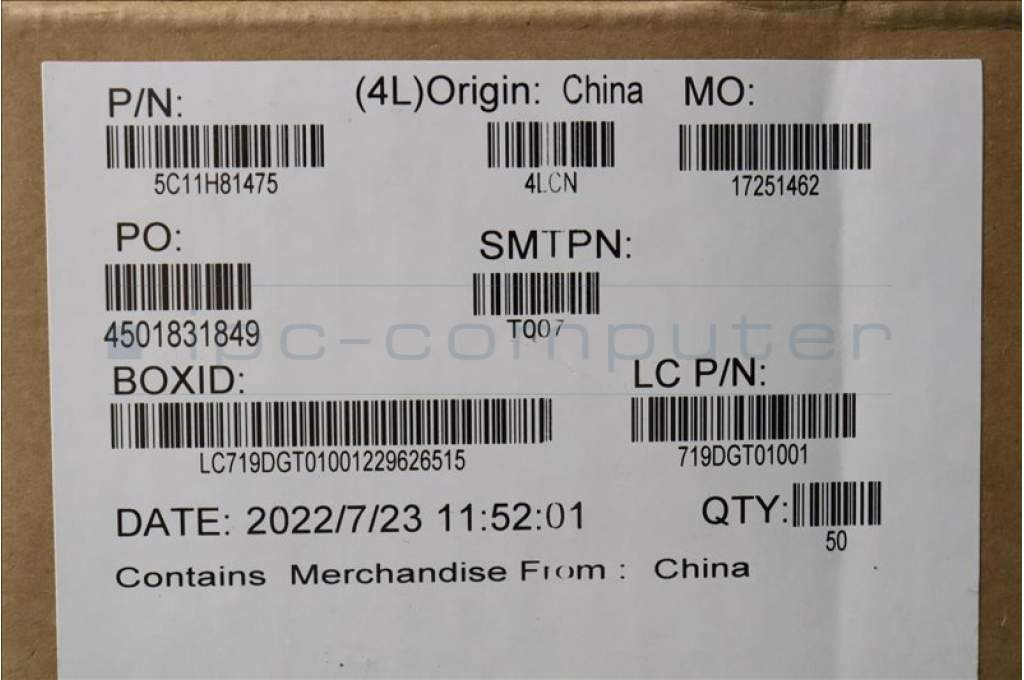 P/N: (4L)Origin: China MO:
5C11H81475 4LCN 17251462
PO: SMTPN:
4501831849 TQ07
ipc-computer
BOXID: LC P/N:
LC719DGT01001229626515 719DGT01001
DATE: 2022/7/23 11:52:01 QTY:
50
Contains Merchandise From : China